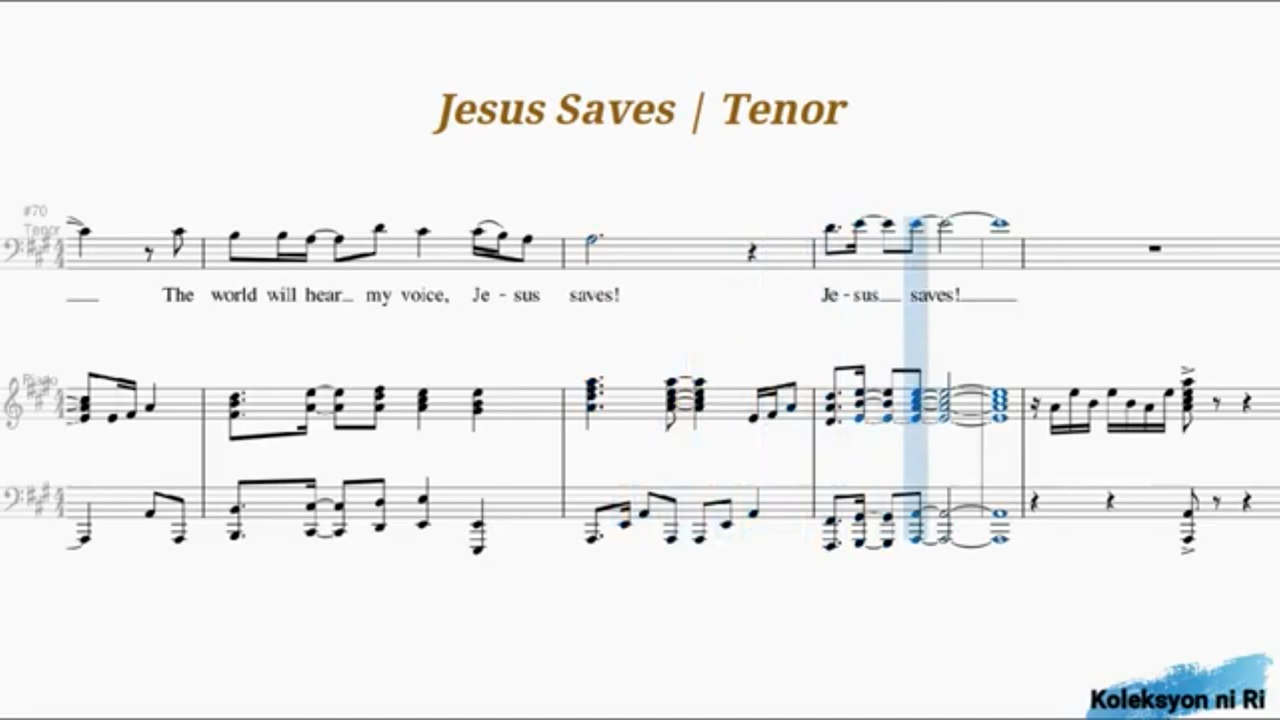 Jesus Saves | Tenor
#70
Tenor
The world will hear my voice, Je - sus saves! Je - sus saves!
Piano
Koleksyon ni Ri